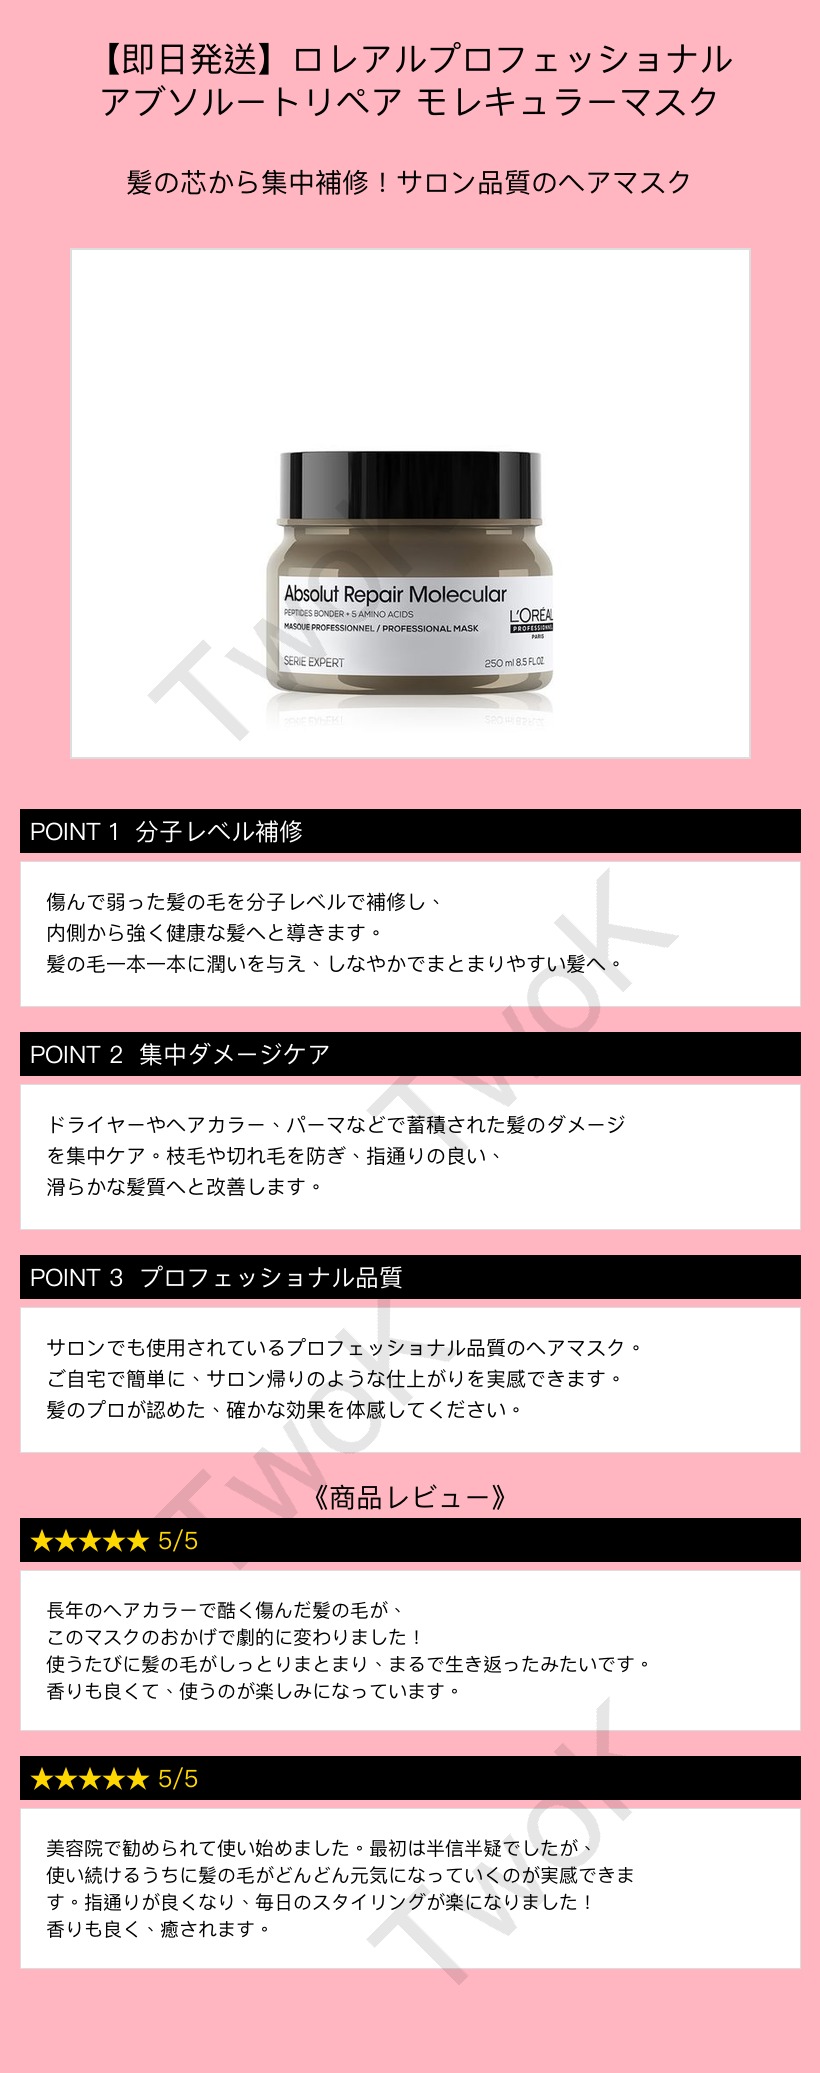 【即日発送】ロレアルプロフェッショナル
アブソルートリペア モレキュラーマスク
髪の芯から集中補修！サロン品質のヘアマスク
Absolut Repair Molecular
PEPTIDES BONDER + 5 AMINO ACIDS
MASQUE PROFESSIONNEL / PROFESSIONAL MASK
L'ORÉAL
PROFESSIONNEL
PARIS
SERIE EXPERT
250 ml 8.5 FL.OZ.
TwoK
POINT 1 分子レベル補修
傷んで弱った髪の毛を分子レベルで補修し、
内側から強く健康な髪へと導きます。
髪の毛一本一本に潤いを与え、しなやかでまとまりやすい髪へ。
TwoK
POINT 2 集中ダメージケア
ドライヤーやヘアカラー、パーマなどで蓄積された髪のダメージ
を集中ケア。枝毛や切れ毛を防ぎ、指通りの良い、
滑らかな髪質へと改善します。
POINT 3 プロフェッショナル品質
サロンでも使用されているプロフェッショナル品質のヘアマスク。
ご自宅で簡単に、サロン帰りのような仕上がりを実感できます。
髪のプロが認めた、確かな効果を体感してください。
TwoK
《商品レビュー》
★★★★★ 5/5
長年のヘアカラーで酷く傷んだ髪の毛が、
このマスクのおかげで劇的に変わりました！
使うたびに髪の毛がしっとりまとまり、まるで生き返ったみたいです。
香りも良くて、使うのが楽しみになっています。
★★★★★ 5/5
美容院で勧められて使い始めました。最初は半信半疑でしたが、
使い続けるうちに髪の毛がどんどん元気になっていくのが実感できま
す。指通りが良くなり、毎日のスタイリングが楽になりました！
香りも良く、癒されます。
TwoK